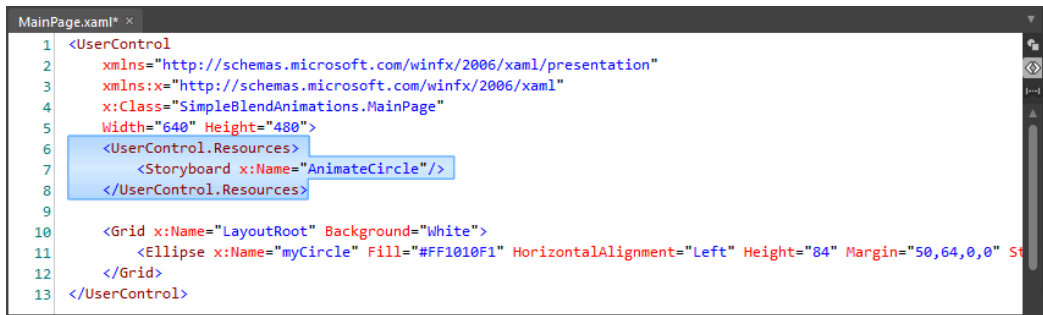 MainPage.xaml* ×
1 <UserControl
2 xmlns="http://schemas.microsoft.com/winfx/2006/xaml/presentation"
3 xmlns:x="http://schemas.microsoft.com/winfx/2006/xaml"
4 x:Class="SimpleBlendAnimations.MainPage"
5 Width="640" Height="480">
6 <UserControl.Resources>
7 <Storyboard x:Name="AnimateCircle"/>
8 </UserControl.Resources>
9
10 <Grid x:Name="LayoutRoot" Background="White">
11 <Ellipse x:Name="myCircle" Fill="#FF1010F1" HorizontalAlignment="Left" Height="84" Margin="50,64,0,0" St
12 </Grid>
13 </UserControl>